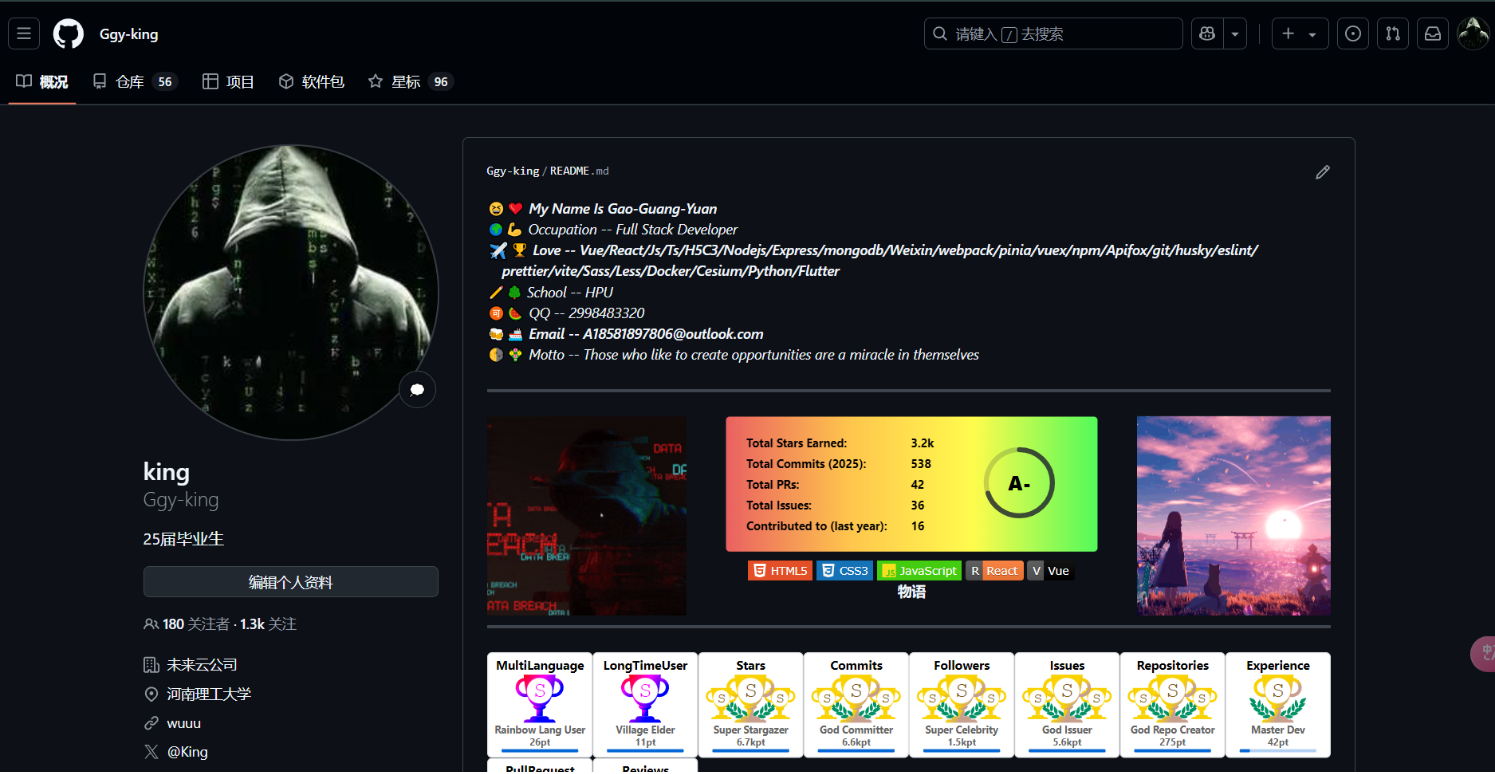 Ggy-king
请键入 / 去搜索
概况
仓库 56
项目
软件包
星标 96
king
Ggy-king
25届毕业生
编辑个人资料
180 关注者 · 1.3k 关注
未来云公司
河南理工大学
wuuu
@King
Ggy-king/README.md
My Name Is Gao-Guang-Yuan
Occupation -- Full Stack Developer
Love -- Vue/React/Js/Ts/H5C3/Nodejs/Express/mongodb/Weixin/webpack/pinia/vuex/npm/Apifox/git/husky/eslint/
prettier/vite/Sass/Less/Docker/Cesium/Python/Flutter
School -- HPU
QQ -- 2998483320
Email -- A18581897806@outlook.com
Motto -- Those who like to create opportunities are a miracle in themselves
DATA
DATA BREACH
DATA BREACH
DATA BREACH
Total Stars Earned: 3.2k
Total Commits (2025): 538
Total PRs: 42
Total Issues: 36
Contributed to (last year): 16
A-
HTML5 CSS3 JS JavaScript R React V Vue
物语
MultiLanguage LongTimeUser Stars Commits Followers Issues Repositories Experience
S S S S S S S S
Rainbow Lang User Village Elder Super Stargazer God Committer Super Celebrity God Issuer God Repo Creator Master Dev
26pt 11pt 6.7kpt 6.6kpt 1.5kpt 5.6kpt 275pt 42pt
PullRequest Reviews